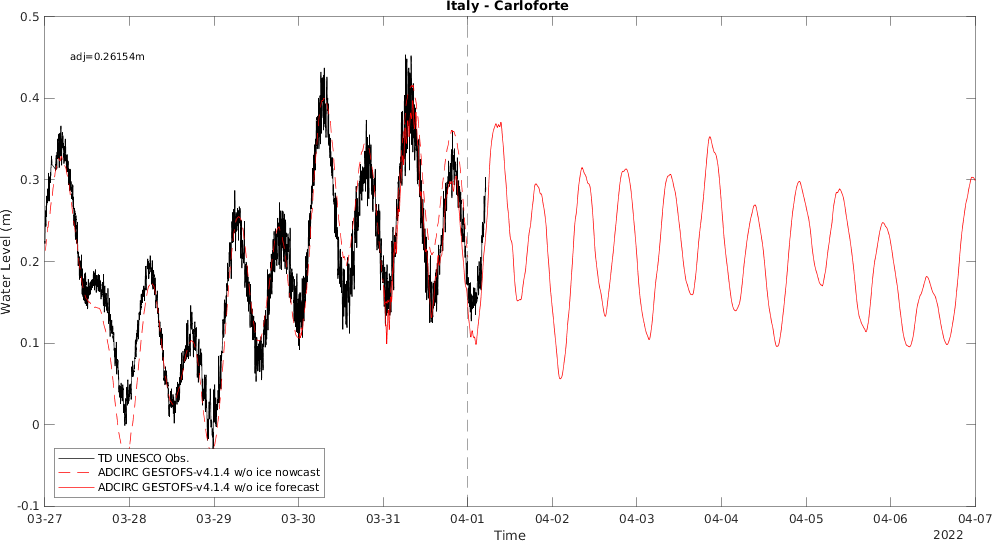 Italy - Carloforte
adj=0.26154m
0.5
0.4
0.3
0.2
0.1
0
-0.1
Water Level (m)
TD UNESCO Obs.
ADCIRC GESTOFS-v4.1.4 w/o ice nowcast
ADCIRC GESTOFS-v4.1.4 w/o ice forecast
03-27 03-28 03-29 03-30 03-31 04-01 04-02 04-03 04-04 04-05 04-06 04-07
Time
2022